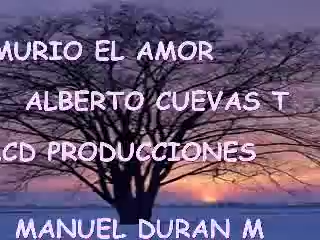 MURIO EL AMOR
ALBERTO CUEVAS T
CD PRODUCCIONES
MANUEL DURAN M